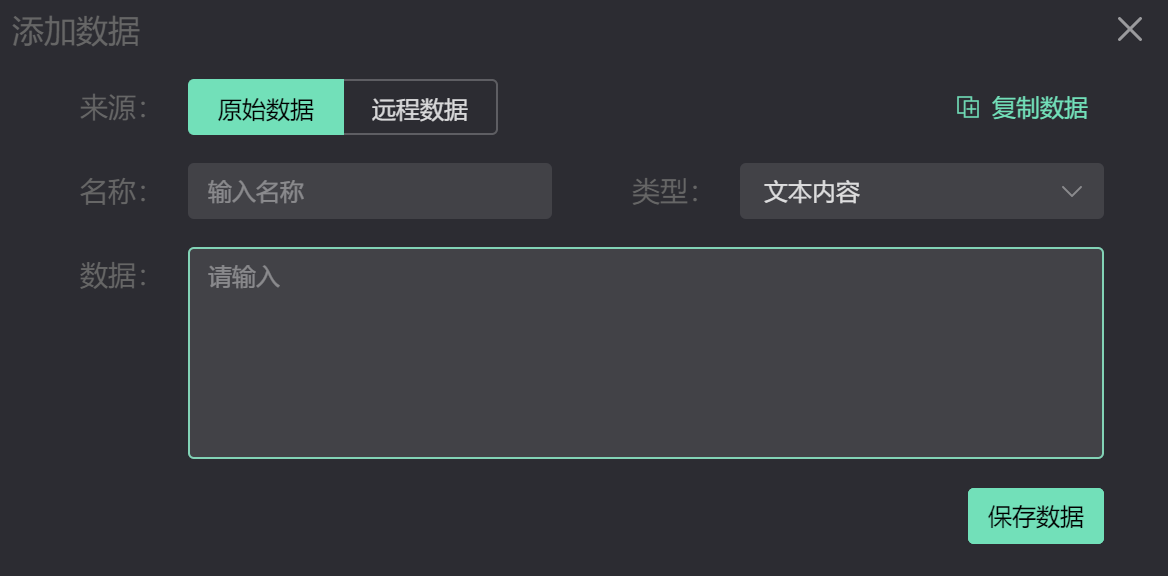 添加数据
来源： 原始数据 远程数据 复制数据
名称： 输入名称 类型： 文本内容
数据： 请输入
保存数据